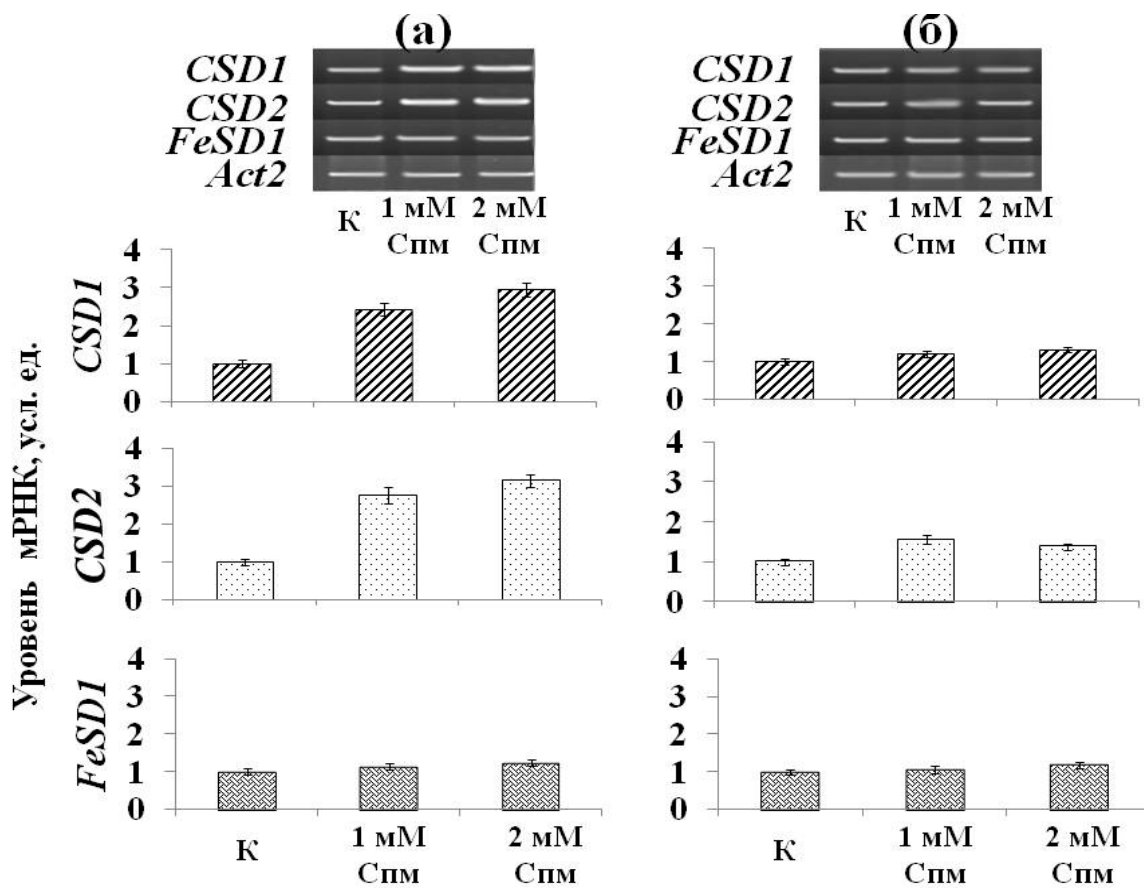 (а) (б)
CSD1 CSD1
CSD2 CSD2
FeSD1 FeSD1
Act2 Act2
К 1 мМ Спм 2 мМ Спм К 1 мМ Спм 2 мМ Спм
Уровень мРНК, усл. ед.
CSD1
4 4
3 3
2 2
1 1
0 0
CSD2
4 4
3 3
2 2
1 1
0 0
FeSD1
4 4
3 3
2 2
1 1
0 0
К 1 мМ Спм 2 мМ Спм К 1 мМ Спм 2 мМ Спм